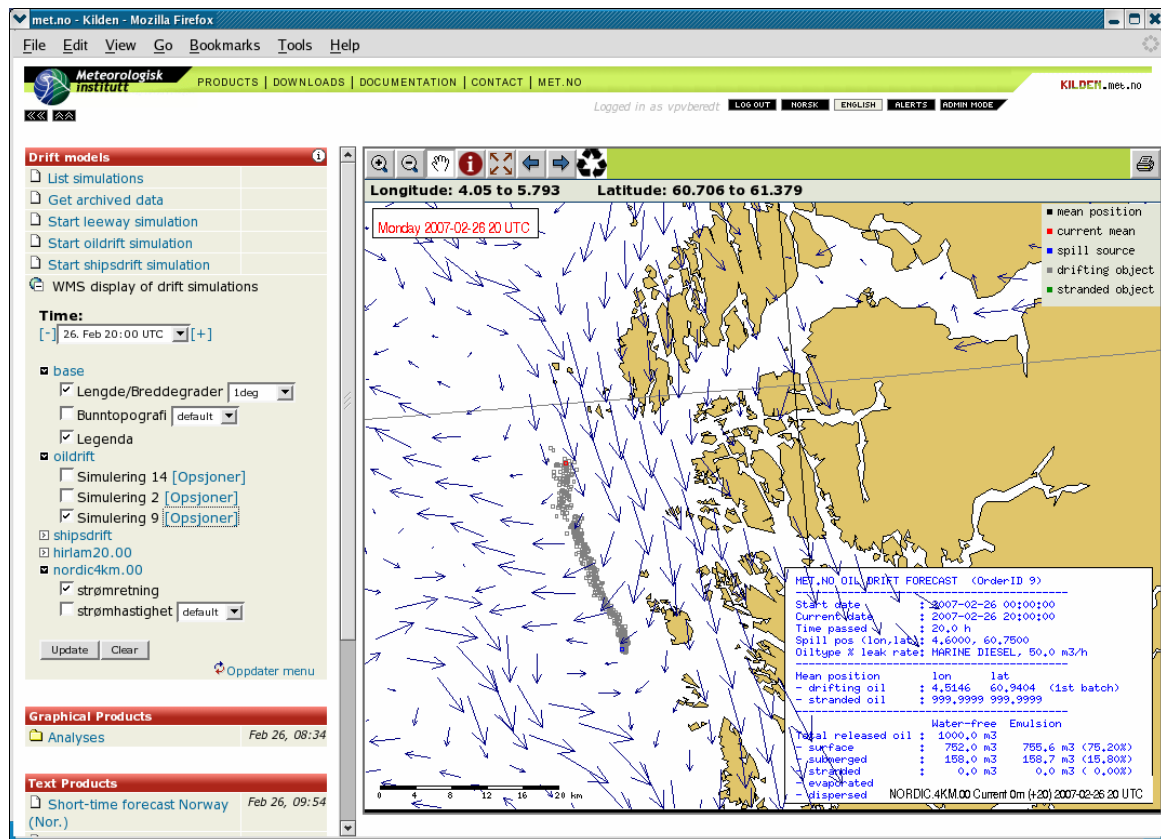 met.no - Kilden - Mozilla Firefox
File Edit View Go Bookmarks Tools Help
Meteorologisk
institutt
PRODUCTS | DOWNLOADS | DOCUMENTATION | CONTACT | MET.NO
KILDEN.met.no
Logged in as vpvberedt LOG OUT NORSK ENGLISH ALERTS ADMIN MODE
Drift models
List simulations
Get archived data
Start leeway simulation
Start oildrift simulation
Start shipsdrift simulation
WMS display of drift simulations
Time:
[-] 26. Feb 20:00 UTC [+]
base
Lengde/Breddegrader 1deg
Bunntopografi default
Legenda
oildrift
Simulering 14 [Opsjoner]
Simulering 2 [Opsjoner]
Simulering 9 [Opsjoner]
shipsdrift
hirlam20.00
nordic4km.00
strømretning
strømhastighet default
Update Clear
Oppdater menu
Graphical Products
Analyses Feb 26, 08:34
Text Products
Short-time forecast Norway Feb 26, 09:54
(Nor.)
Longitude: 4.05 to 5.793 Latitude: 60.706 to 61.379
Monday 2007-02-26 20 UTC
mean position
current mean
spill source
drifting object
stranded object
MET.NO OIL DRIFT FORECAST (OrderID 9)
Start date : 2007-02-26 00:00:00
Current date : 2007-02-26 20:00:00
Time passed : 20.0 h
Spill pos (lon,lat): 4.6000, 60.7500
Oiltype % leak rate: MARINE DIESEL, 50.0 m3/h
Mean position lon lat
- drifting oil : 4.5146 60.9404 (1st batch)
- stranded oil : 999.9999 999.9999
Water-free Emulsion
Total released oil : 1000.0 m3
- surface : 752.0 m3 755.6 m3 (75.20%)
- submerged : 158.0 m3 158.7 m3 (15.80%)
- stranded : 0.0 m3 0.0 m3 ( 0.00%)
- evaporated
- dispersed
NORDIC.4KM.00 Current 0m (+20) 2007-02-26 20 UTC
0 4 8 12 16 20 km